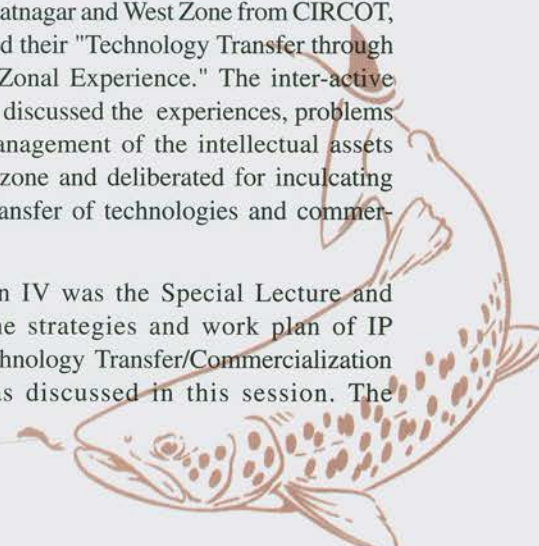 atnagar and West Zone from CIRCOT,
d their "Technology Transfer through
Zonal Experience." The inter-active
discussed the experiences, problems
anagement of the intellectual assets
zone and deliberated for inculcating
ansfer of technologies and commer-
n IV was the Special Lecture and
e strategies and work plan of IP
chnology Transfer/Commercialization
s discussed in this session. The